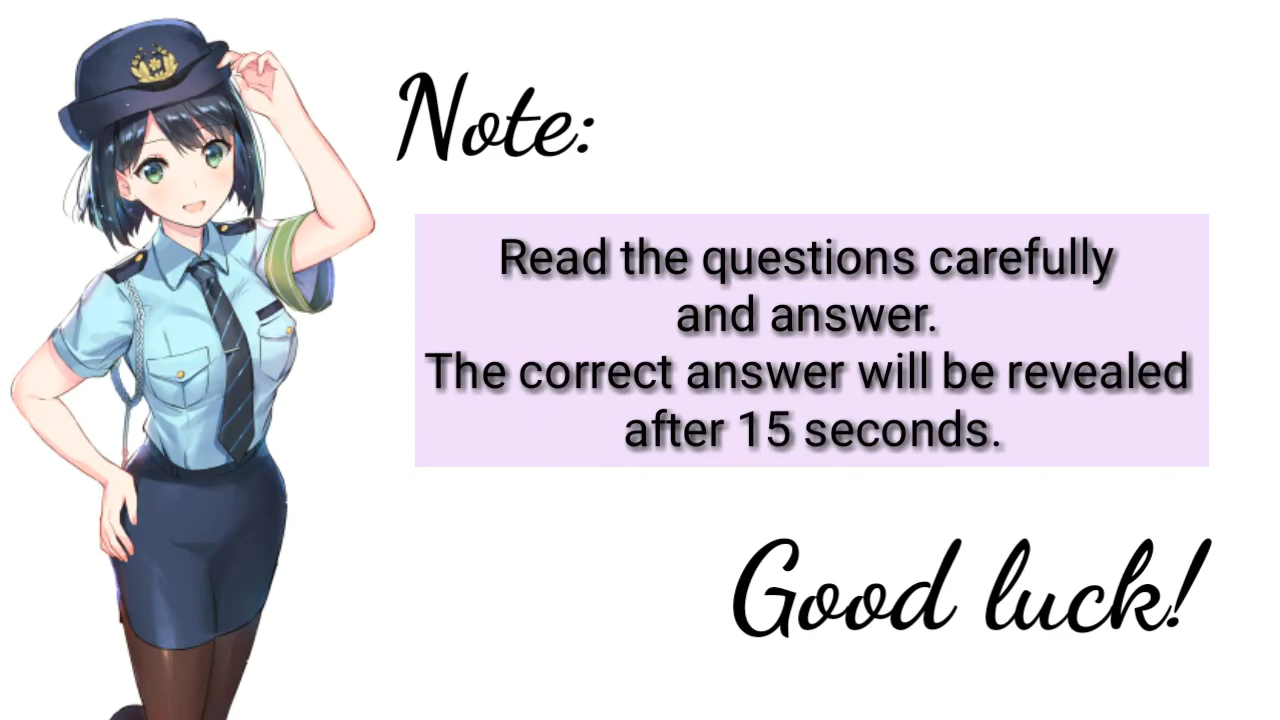 Note:
Read the questions carefully
and answer.
The correct answer will be revealed
after 15 seconds.
Good luck!